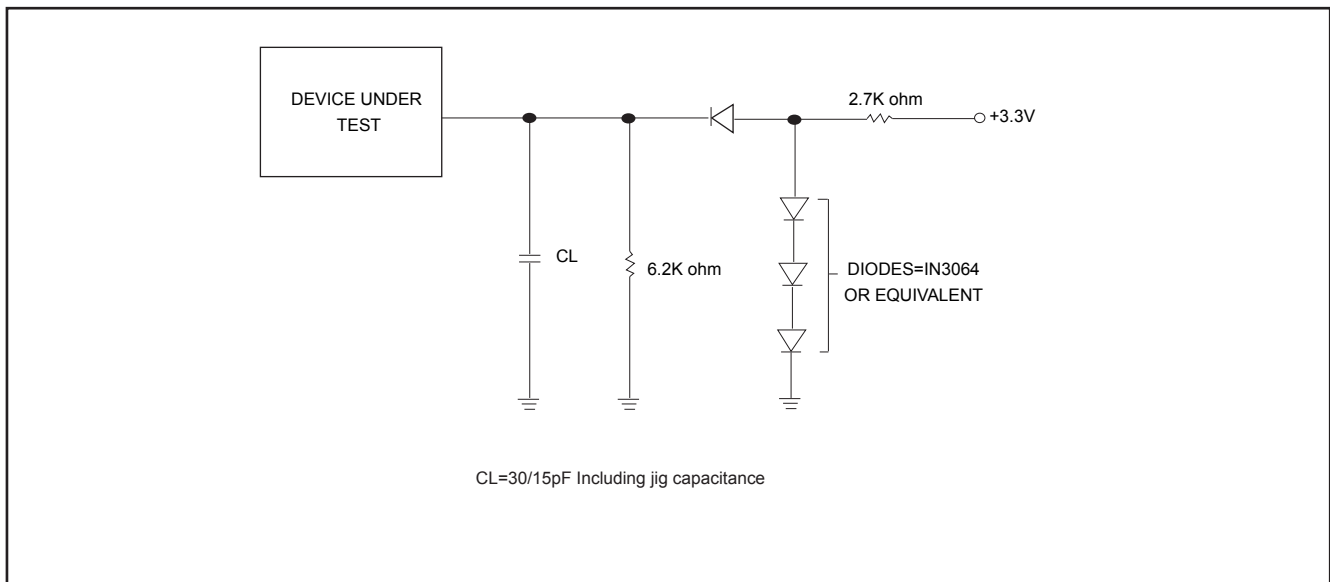 DEVICE UNDER
TEST
2.7K ohm
+3.3V
CL
6.2K ohm
DIODES=IN3064
OR EQUIVALENT
CL=30/15pF Including jig capacitance